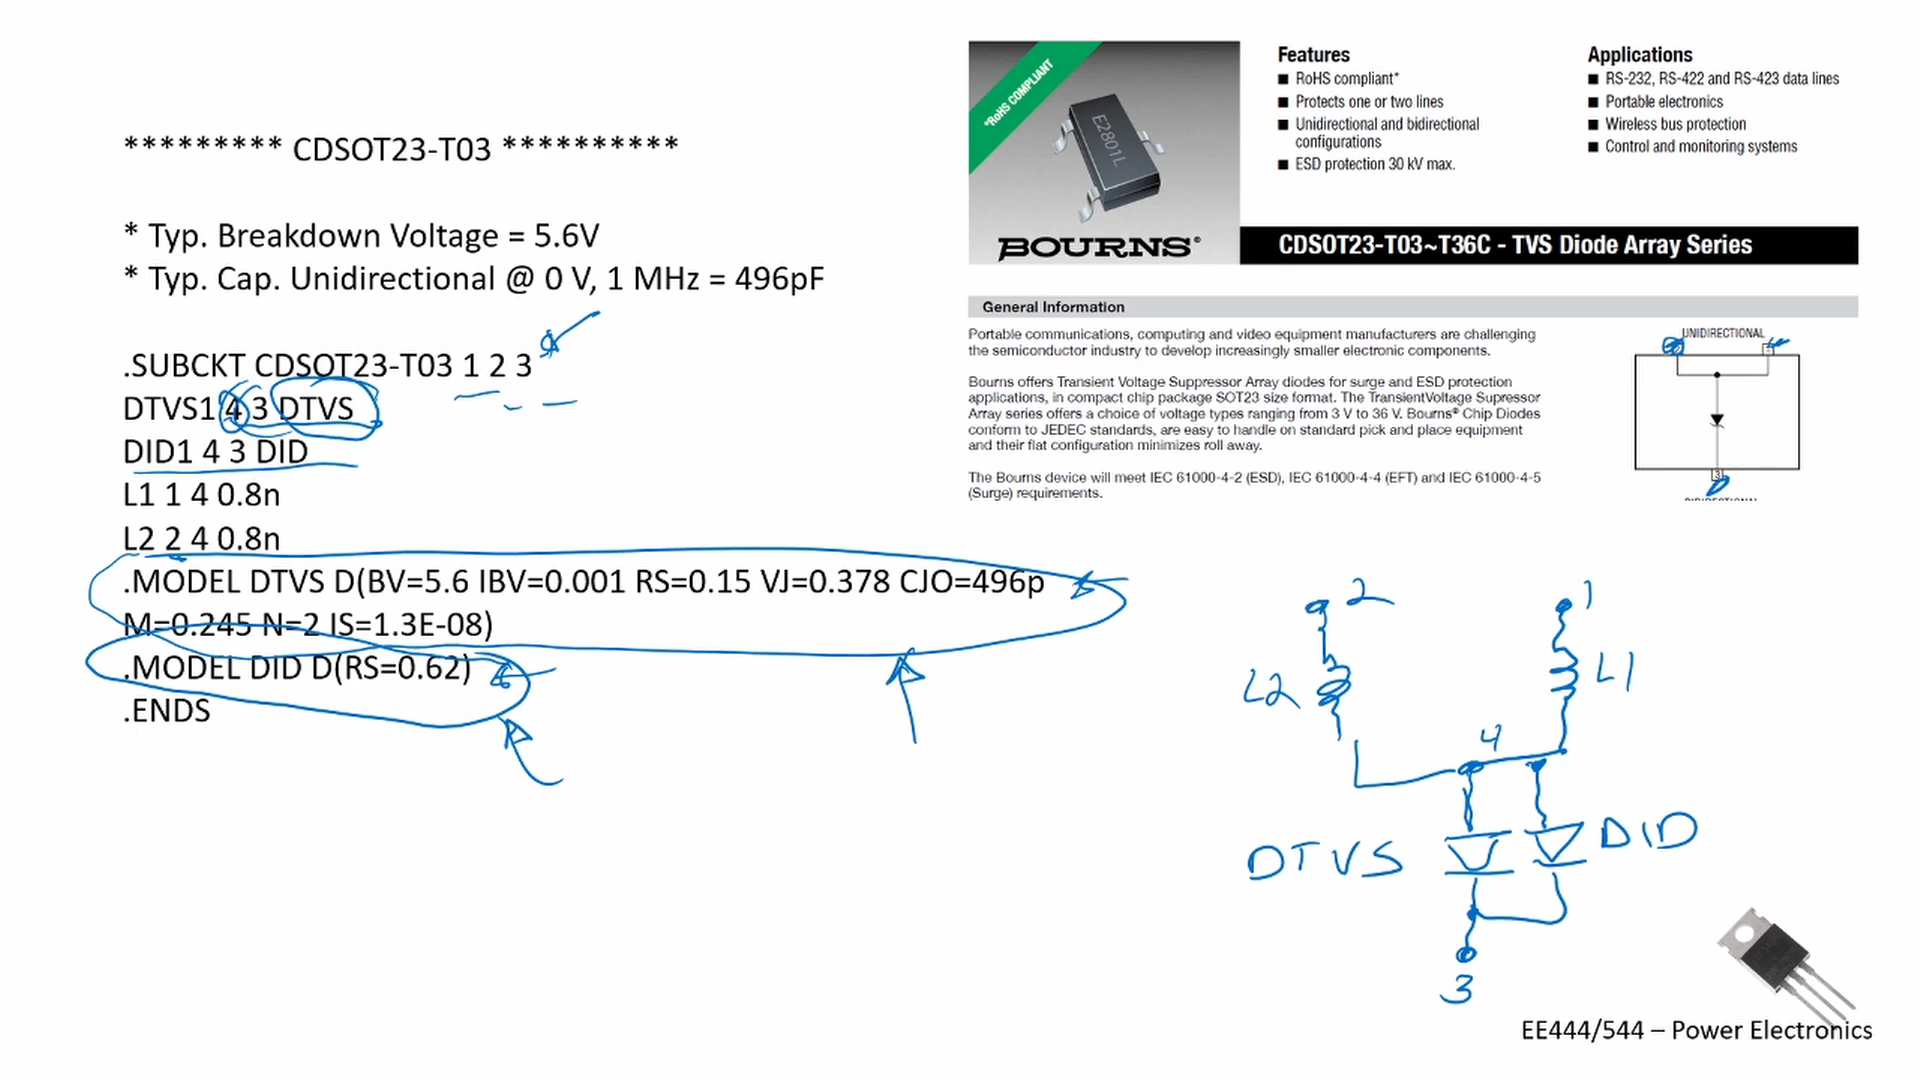 ********* CDSOT23-T03 **********
* Typ. Breakdown Voltage = 5.6V
* Typ. Cap. Unidirectional @ 0 V, 1 MHz = 496pF
.SUBCKT CDSOT23-T03 1 2 3
DTVS1 4 3 DTVS
DID1 4 3 DID
L1 1 4 0.8n
L2 2 4 0.8n
.MODEL DTVS D(BV=5.6 IBV=0.001 RS=0.15 VJ=0.378 CJO=496p
M=0.245 N=2 IS=1.3E-08)
.MODEL DID D(RS=0.62)
.ENDS
*RoHS COMPLIANT
E2801L
BOURNS®
Features
■ RoHS compliant*
■ Protects one or two lines
■ Unidirectional and bidirectional
configurations
■ ESD protection 30 kV max.
Applications
■ RS-232, RS-422 and RS-423 data lines
■ Portable electronics
■ Wireless bus protection
■ Control and monitoring systems
CDSOT23-T03~T36C - TVS Diode Array Series
General Information
Portable communications, computing and video equipment manufacturers are challenging
the semiconductor industry to develop increasingly smaller electronic components.
Bourns offers Transient Voltage Suppressor Array diodes for surge and ESD protection
applications, in compact chip package SOT23 size format. The TransientVoltage Supressor
Array series offers a choice of voltage types ranging from 3 V to 36 V. Bourns® Chip Diodes
conform to JEDEC standards, are easy to handle on standard pick and place equipment
and their flat configuration minimizes roll away.
The Bourns device will meet IEC 61000-4-2 (ESD), IEC 61000-4-4 (EFT) and IEC 61000-4-5
(Surge) requirements.
UNIDIRECTIONAL
3
2
1
L2
L1
4
DTVS
DID
3
EE444/544 – Power Electronics